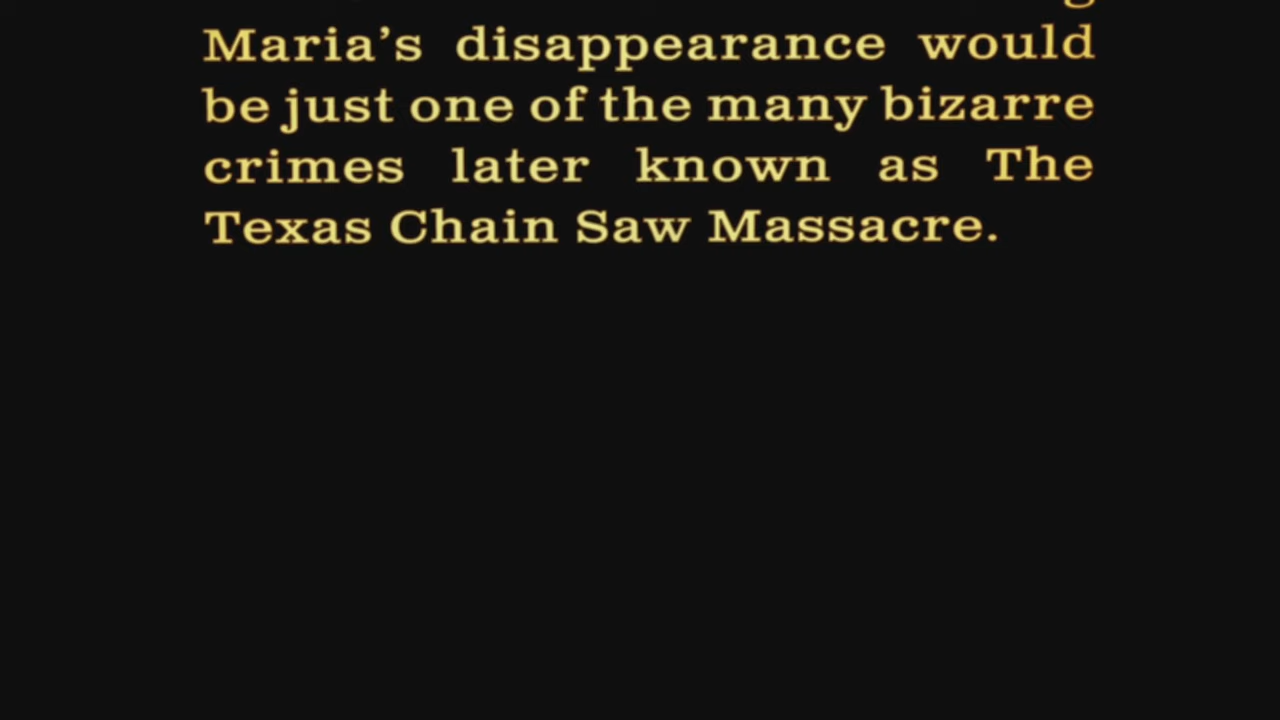 Maria’s disappearance would
be just one of the many bizarre
crimes later known as The
Texas Chain Saw Massacre.